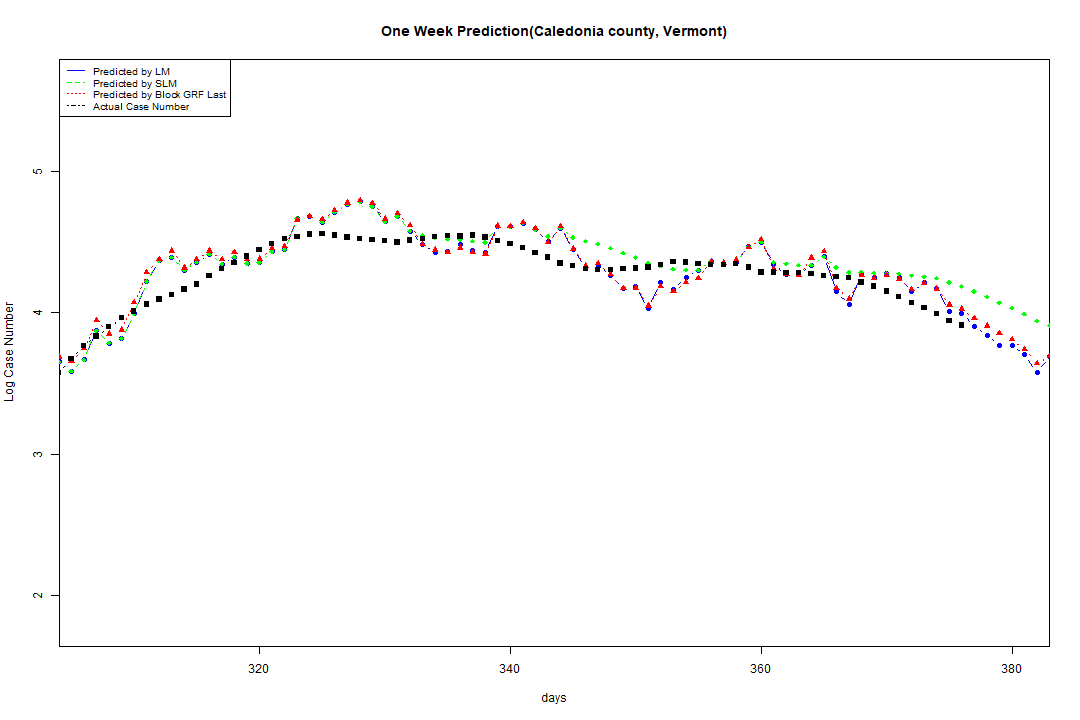 One Week Prediction(Caledonia county, Vermont)
Predicted by LM
Predicted by SLM
Predicted by Block GRF Last
Actual Case Number
5
4
3
2
Log Case Number
320 340 360 380
days